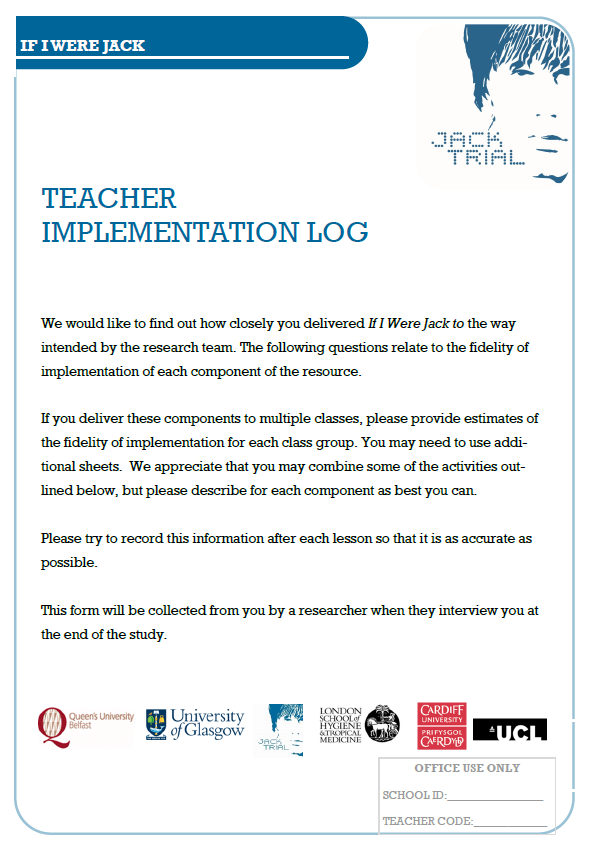 IF I WERE JACK
JACK
TRIAL
TEACHER
IMPLEMENTATION LOG
We would like to find out how closely you delivered If I Were Jack to the way
intended by the research team. The following questions relate to the fidelity of
implementation of each component of the resource.
If you deliver these components to multiple classes, please provide estimates of
the fidelity of implementation for each class group. You may need to use addi-
tional sheets.  We appreciate that you may combine some of the activities out-
lined below, but please describe for each component as best you can.
Please try to record this information after each lesson so that it is as accurate as
possible.
This form will be collected from you by a researcher when they interview you at
the end of the study.
Queen's University
Belfast
University
of Glasgow
JACK
TRIAL
LONDON
SCHOOL of
HYGIENE
& TROPICAL
MEDICINE
CARDIFF
UNIVERSITY
PRIFYSGOL
CAERDYDD
UCL
OFFICE USE ONLY
SCHOOL ID:________________
TEACHER CODE:____________